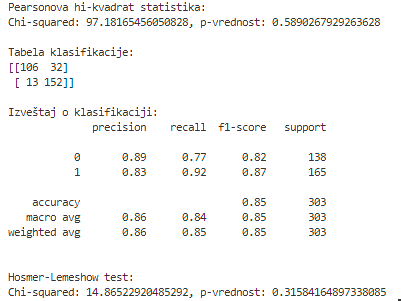 Pearsonova hi-kvadrat statistika:
Chi-squared: 97.18165456050828, p-vrednost: 0.5890267929263628
Tabela klasifikacije:
[[106  32]
 [ 13 152]]
Izveštaj o klasifikaciji:
precision    recall  f1-score   support
0       0.89      0.77      0.82       138
1       0.83      0.92      0.87       165
accuracy                           0.85       303
macro avg       0.86      0.84      0.85       303
weighted avg       0.86      0.85      0.85       303
Hosmer-Lemeshow test:
Chi-squared: 14.86522920485292, p-vrednost: 0.31584164897338085